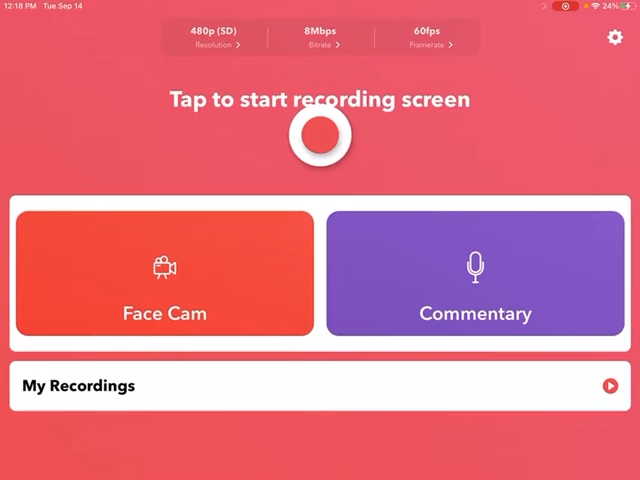 12:18 PM Tue Sep 14 24%
480p (SD) 8Mbps 60fps
Resolution Bitrate Framerate
Tap to start recording screen
Face Cam Commentary
My Recordings